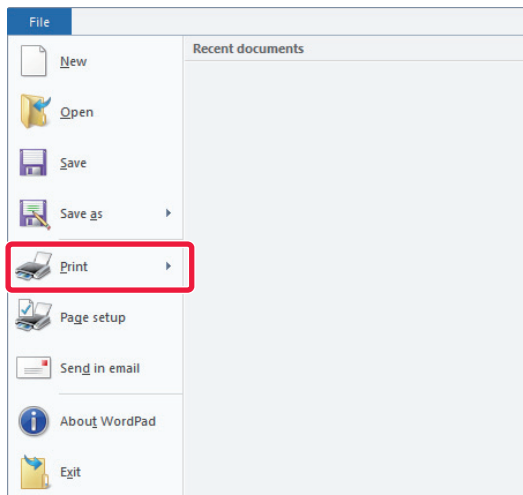 File
Recent documents
New
Open
Save
Save as
Print
Page setup
Send in email
About WordPad
Exit